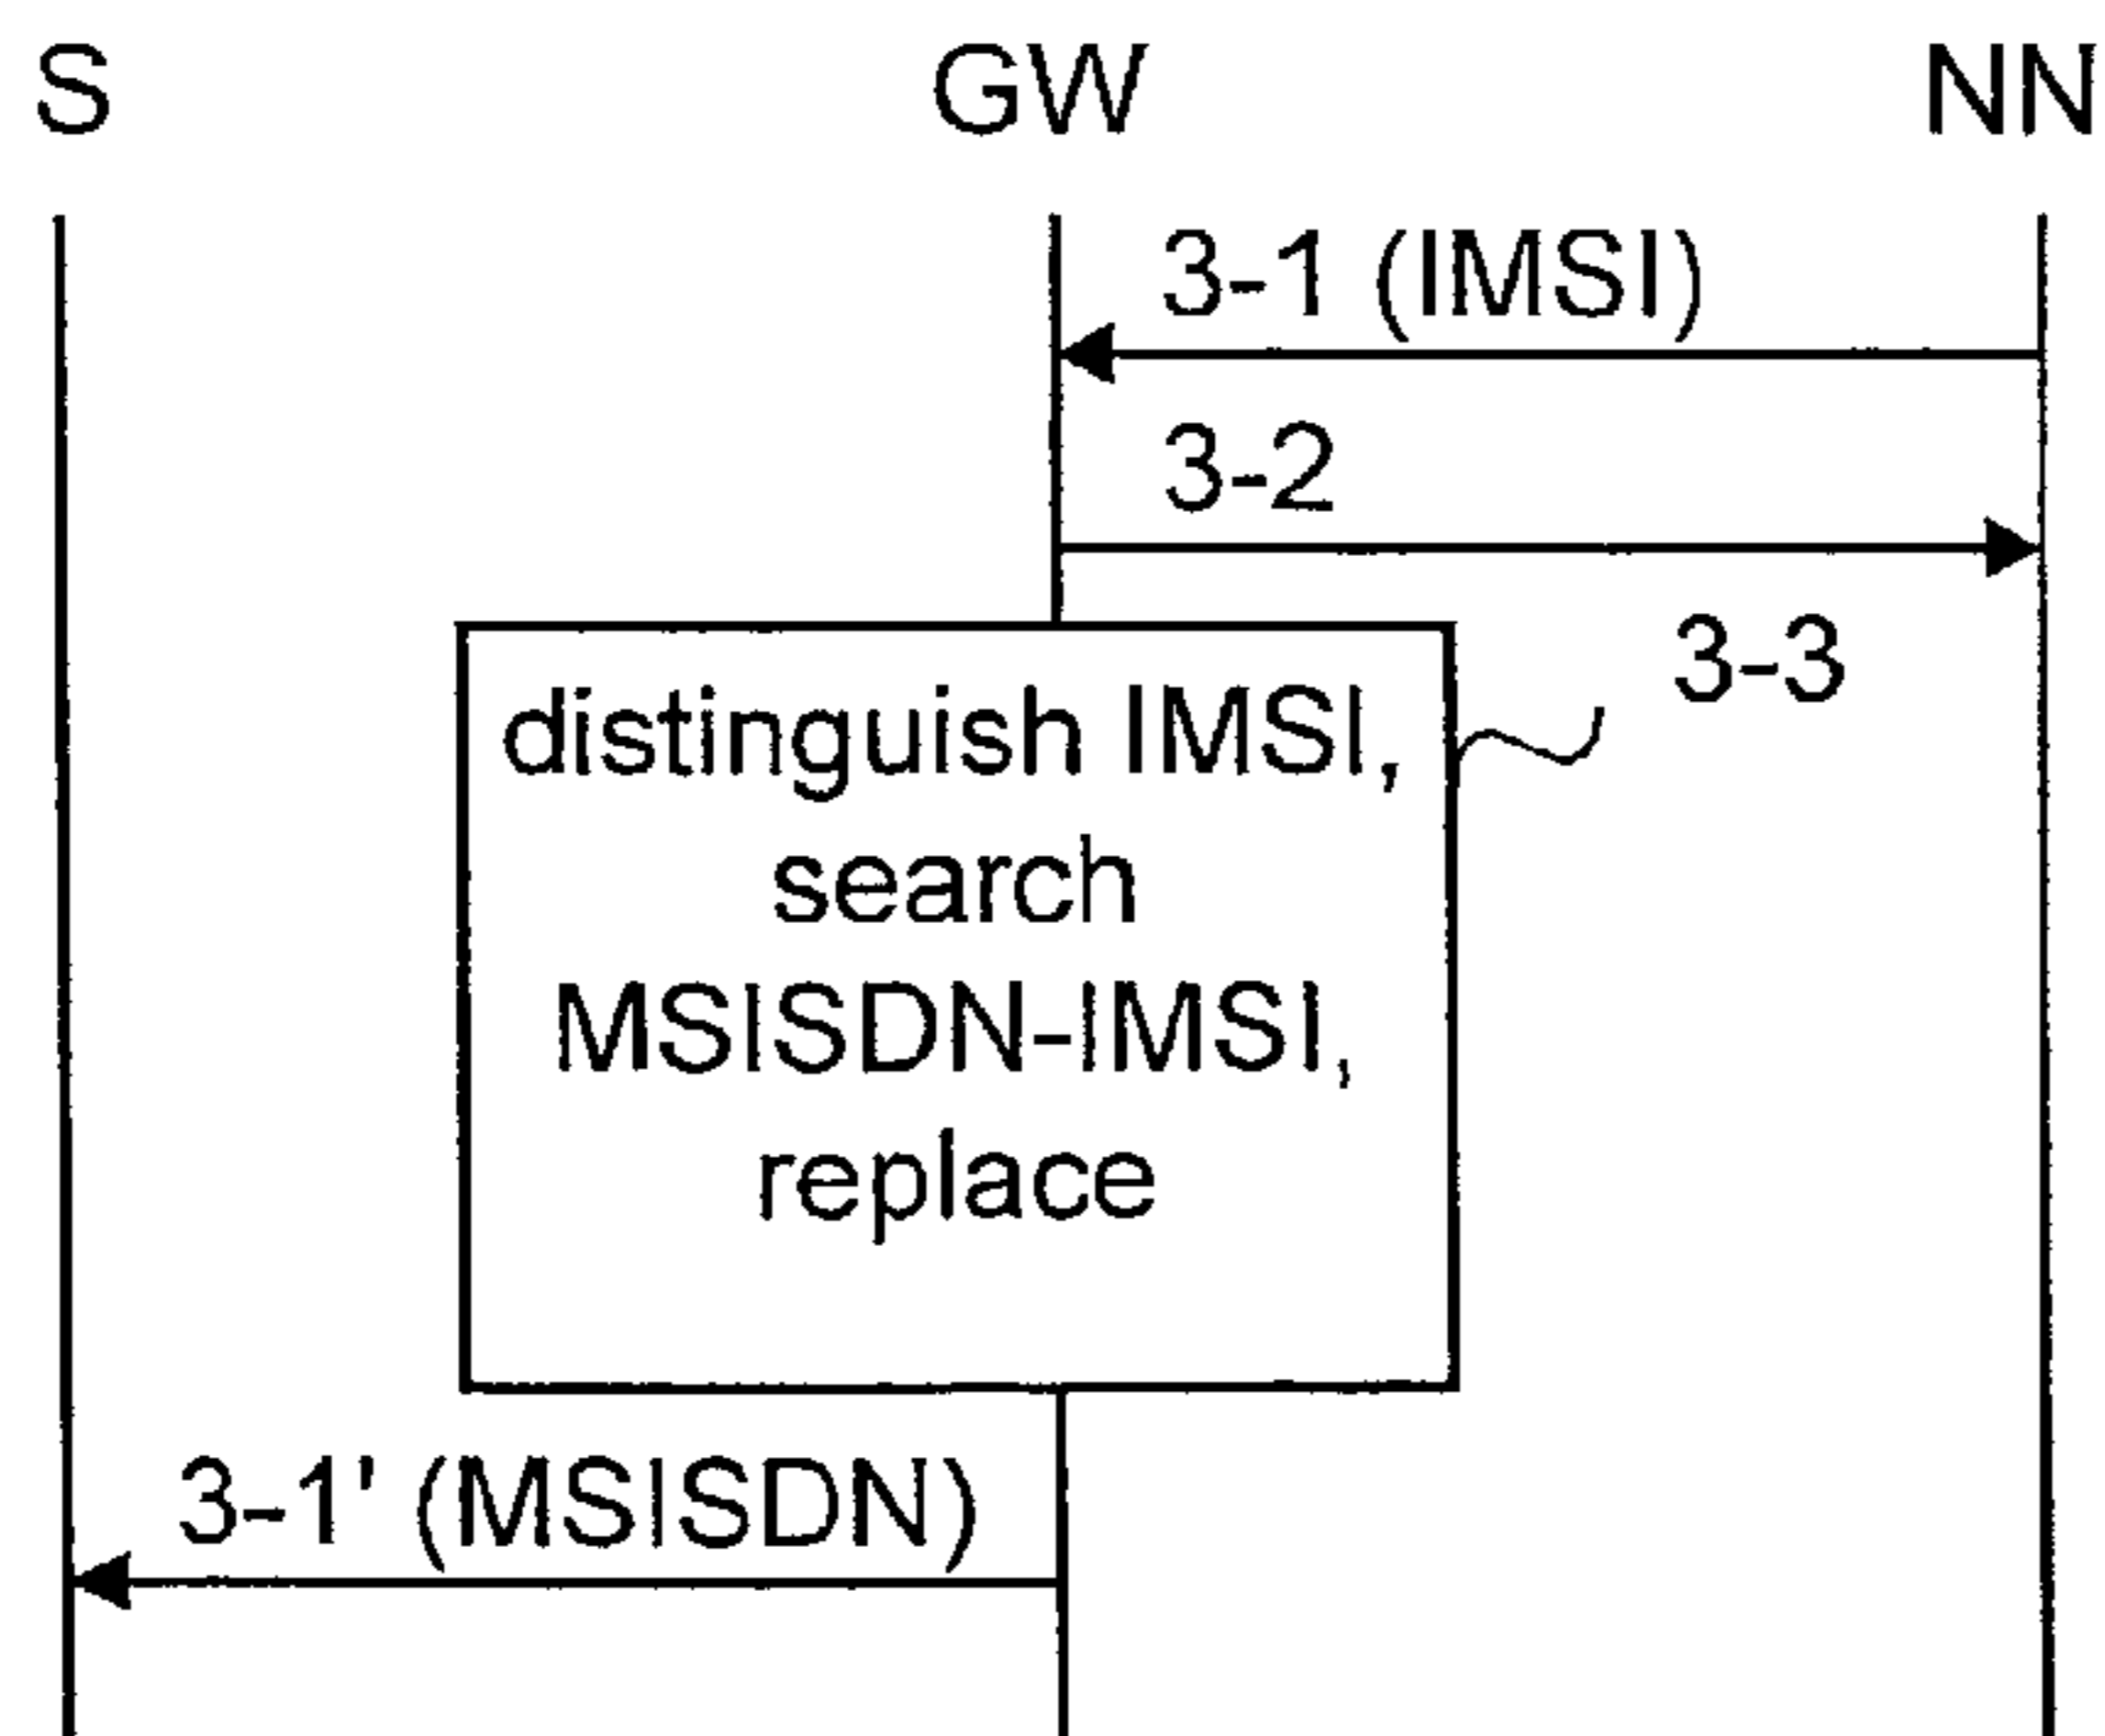 S GW NN
3-1 (IMSI)
3-2
3-3
distinguish IMSI,
search
MSISDN-IMSI,
replace
3-1' (MSISDN)